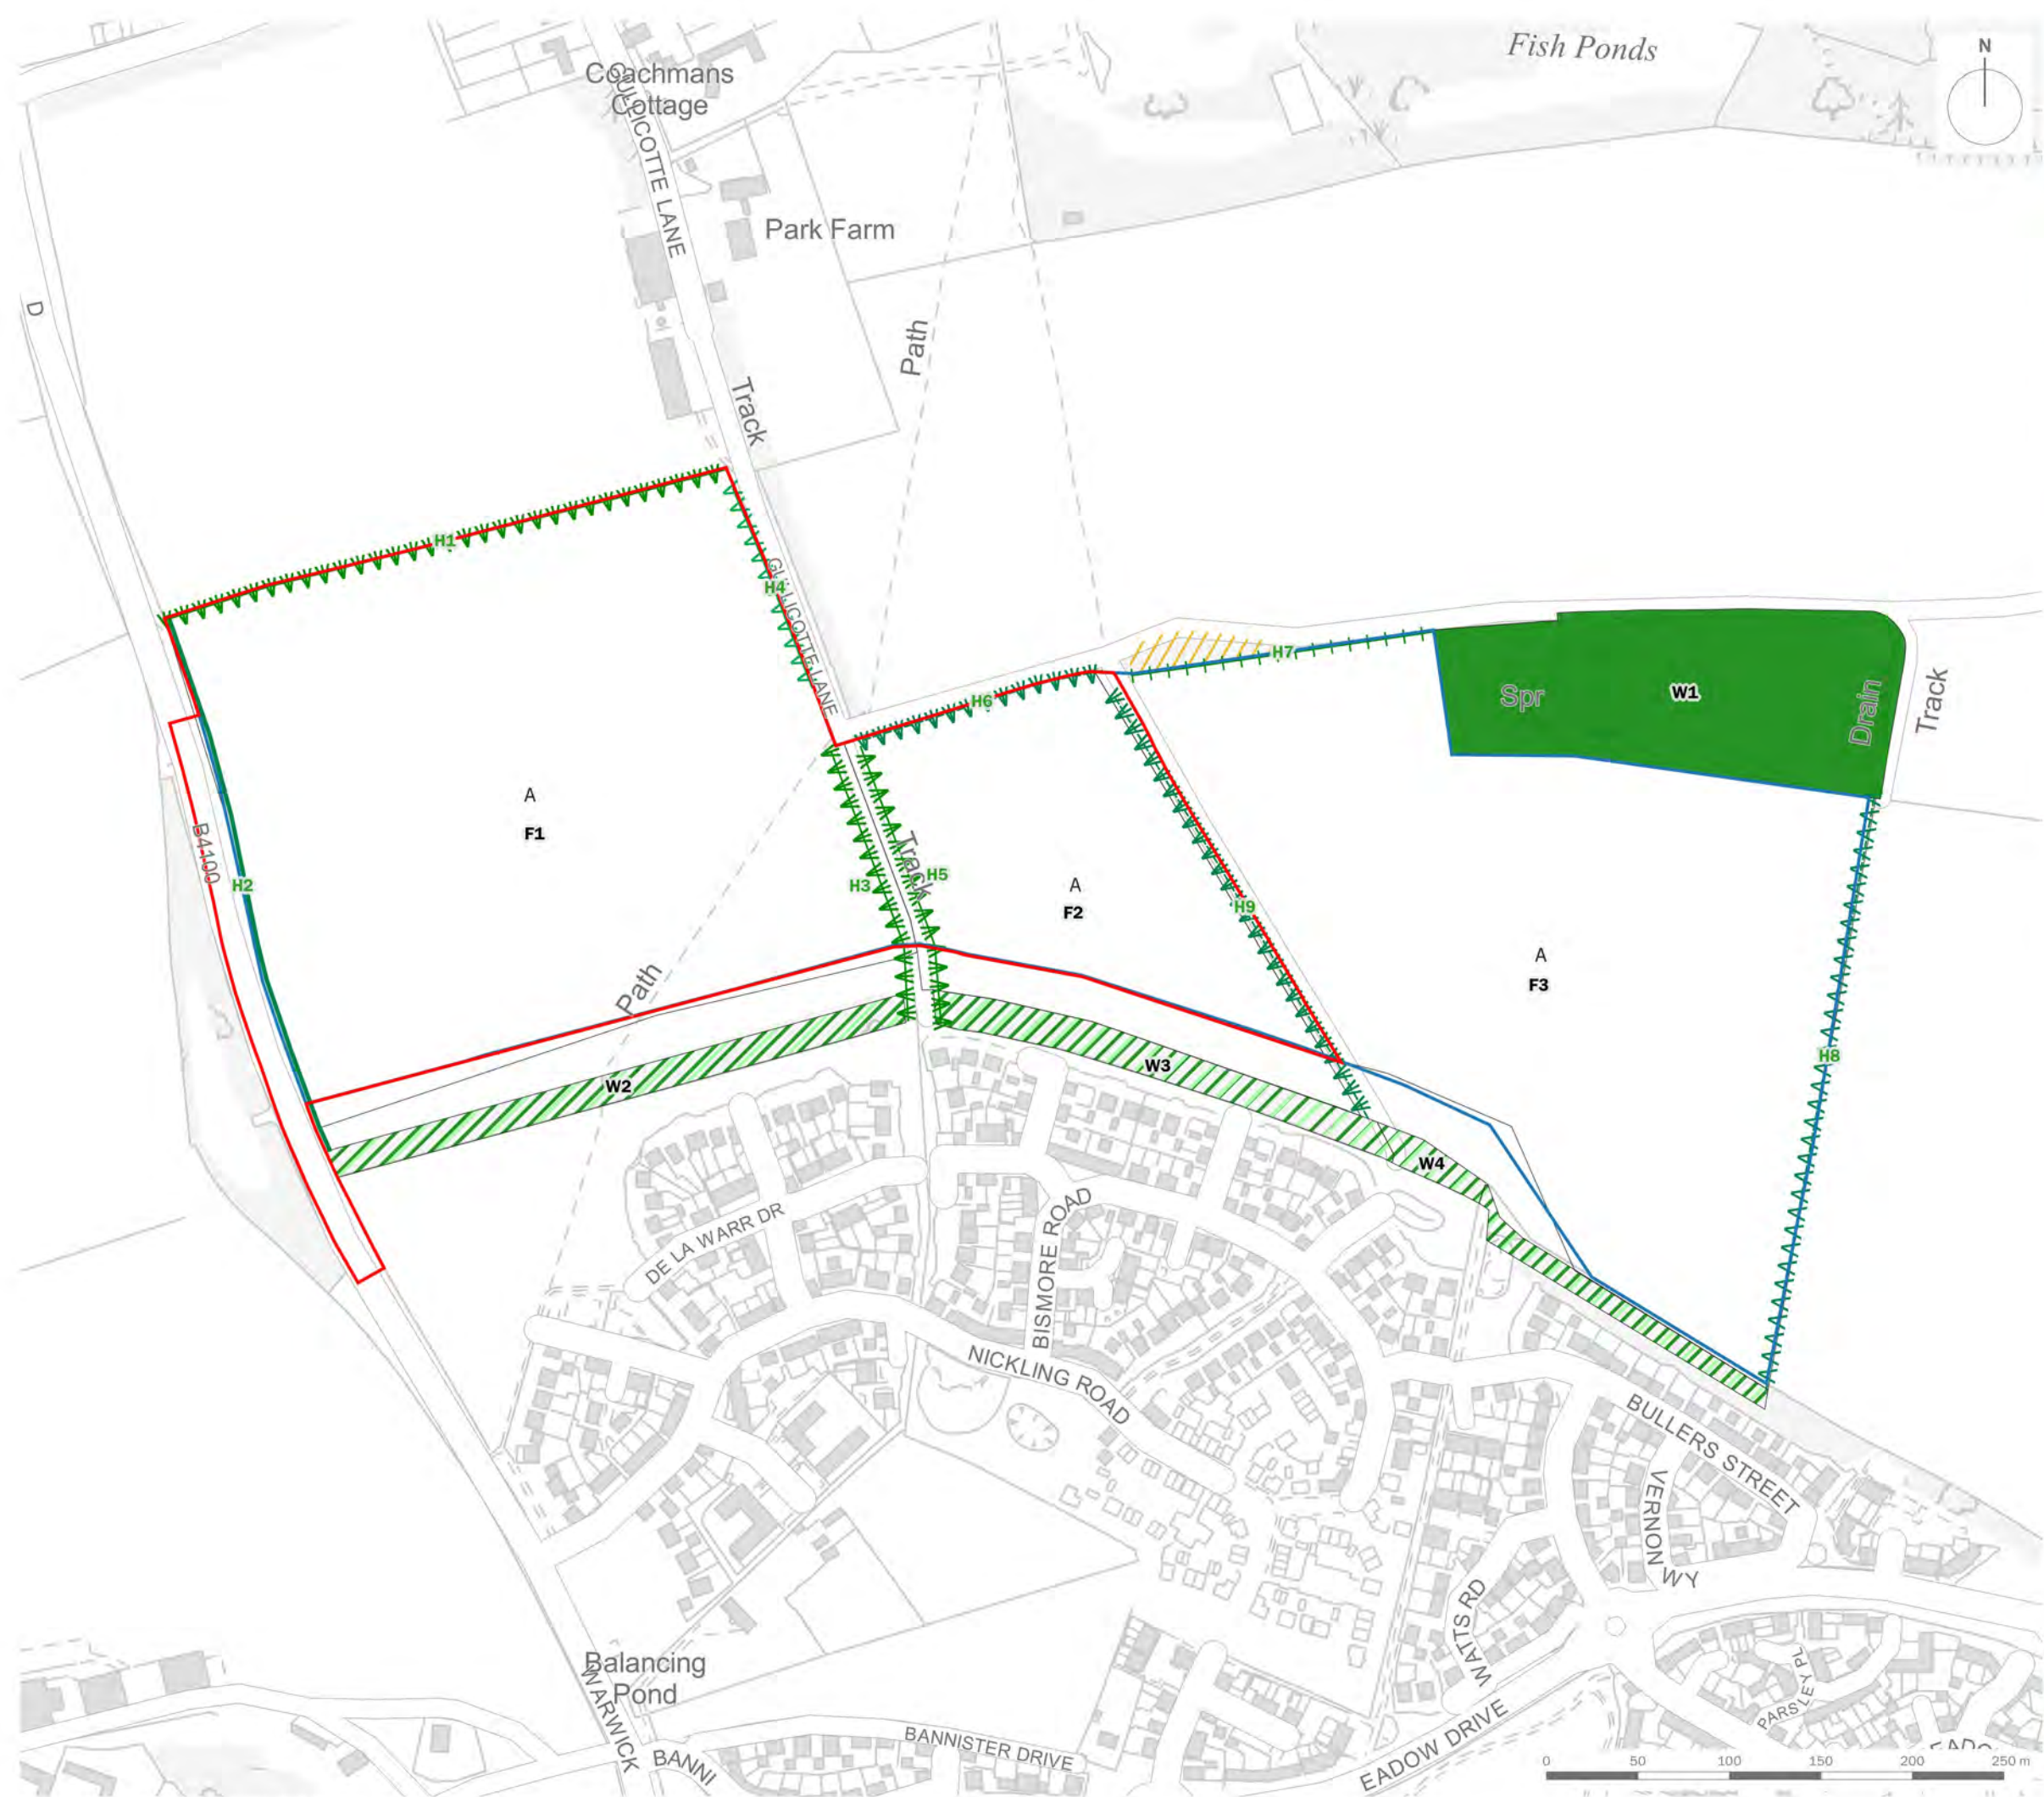 Fish Ponds
N
Coachmans
Cottage
Park Farm
D
Path
Track
H1
GULLICOTTE LANE
H4
H6
H7
Spr
W1
Drain
Track
A
F1
B4100
H2
H3
Track
H5
A
F2
H9
A
F3
Path
H8
W2
W3
W4
DE LA WARR DR
BISMORE ROAD
NICKLING ROAD
BULLERS STREET
VERNON
WY
WATTS RD
PARSLEY PL
Balancing
Pond
WARWICK
BANNI
BANNISTER DRIVE
EADOW DRIVE
0 50 100 150 200 250 m